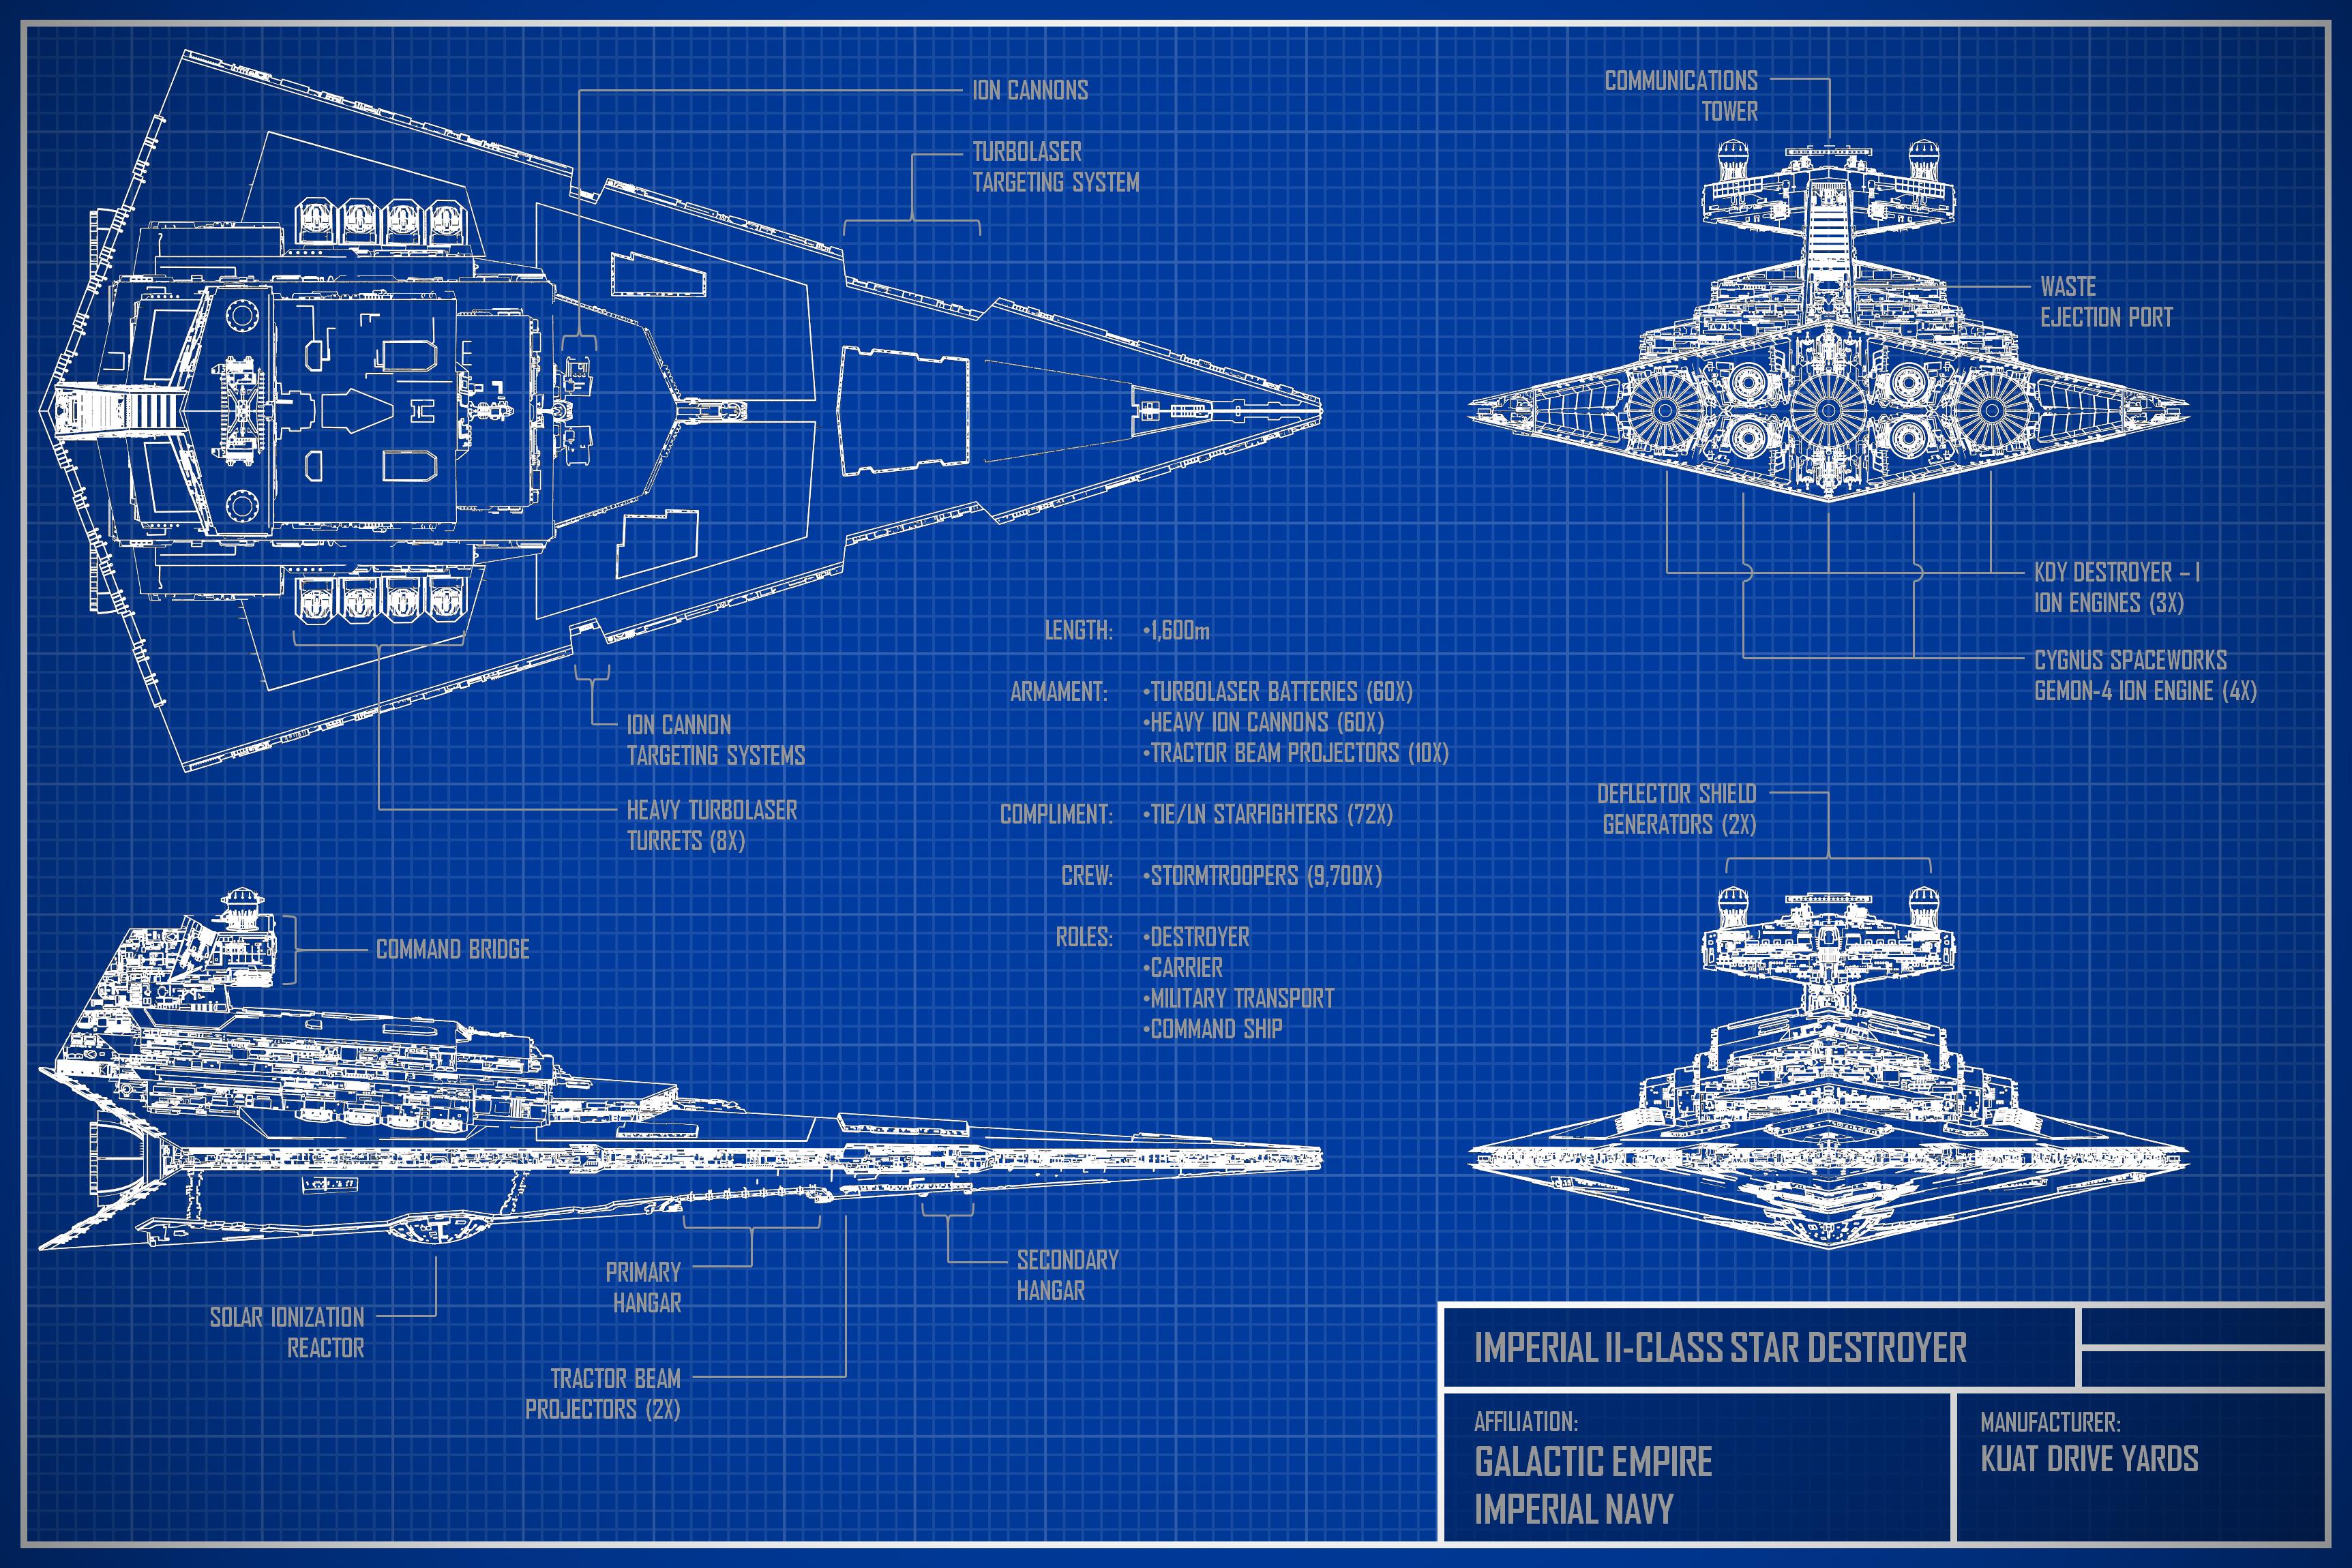 ION CANNONS
TURBOLASER
TARGETING SYSTEM
COMMUNICATIONS
TOWER
WASTE
EJECTION PORT
KDY DESTROYER – I
ION ENGINES (3X)
CYGNUS SPACEWORKS
GEMON-4 ION ENGINE (4X)
ION CANNON
TARGETING SYSTEMS
HEAVY TURBOLASER
TURRETS (8X)
LENGTH: •1,600m
ARMAMENT: •TURBOLASER BATTERIES (60X)
•HEAVY ION CANNONS (60X)
•TRACTOR BEAM PROJECTORS (10X)
COMPLIMENT: •TIE/LN STARFIGHTERS (72X)
CREW: •STORMTROOPERS (9,700X)
ROLES: •DESTROYER
•CARRIER
•MILITARY TRANSPORT
•COMMAND SHIP
DEFLECTOR SHIELD
GENERATORS (2X)
COMMAND BRIDGE
SOLAR IONIZATION
REACTOR
PRIMARY
HANGAR
TRACTOR BEAM
PROJECTORS (2X)
SECONDARY
HANGAR
IMPERIAL II-CLASS STAR DESTROYER
AFFILIATION:
GALACTIC EMPIRE
IMPERIAL NAVY
MANUFACTURER:
KUAT DRIVE YARDS